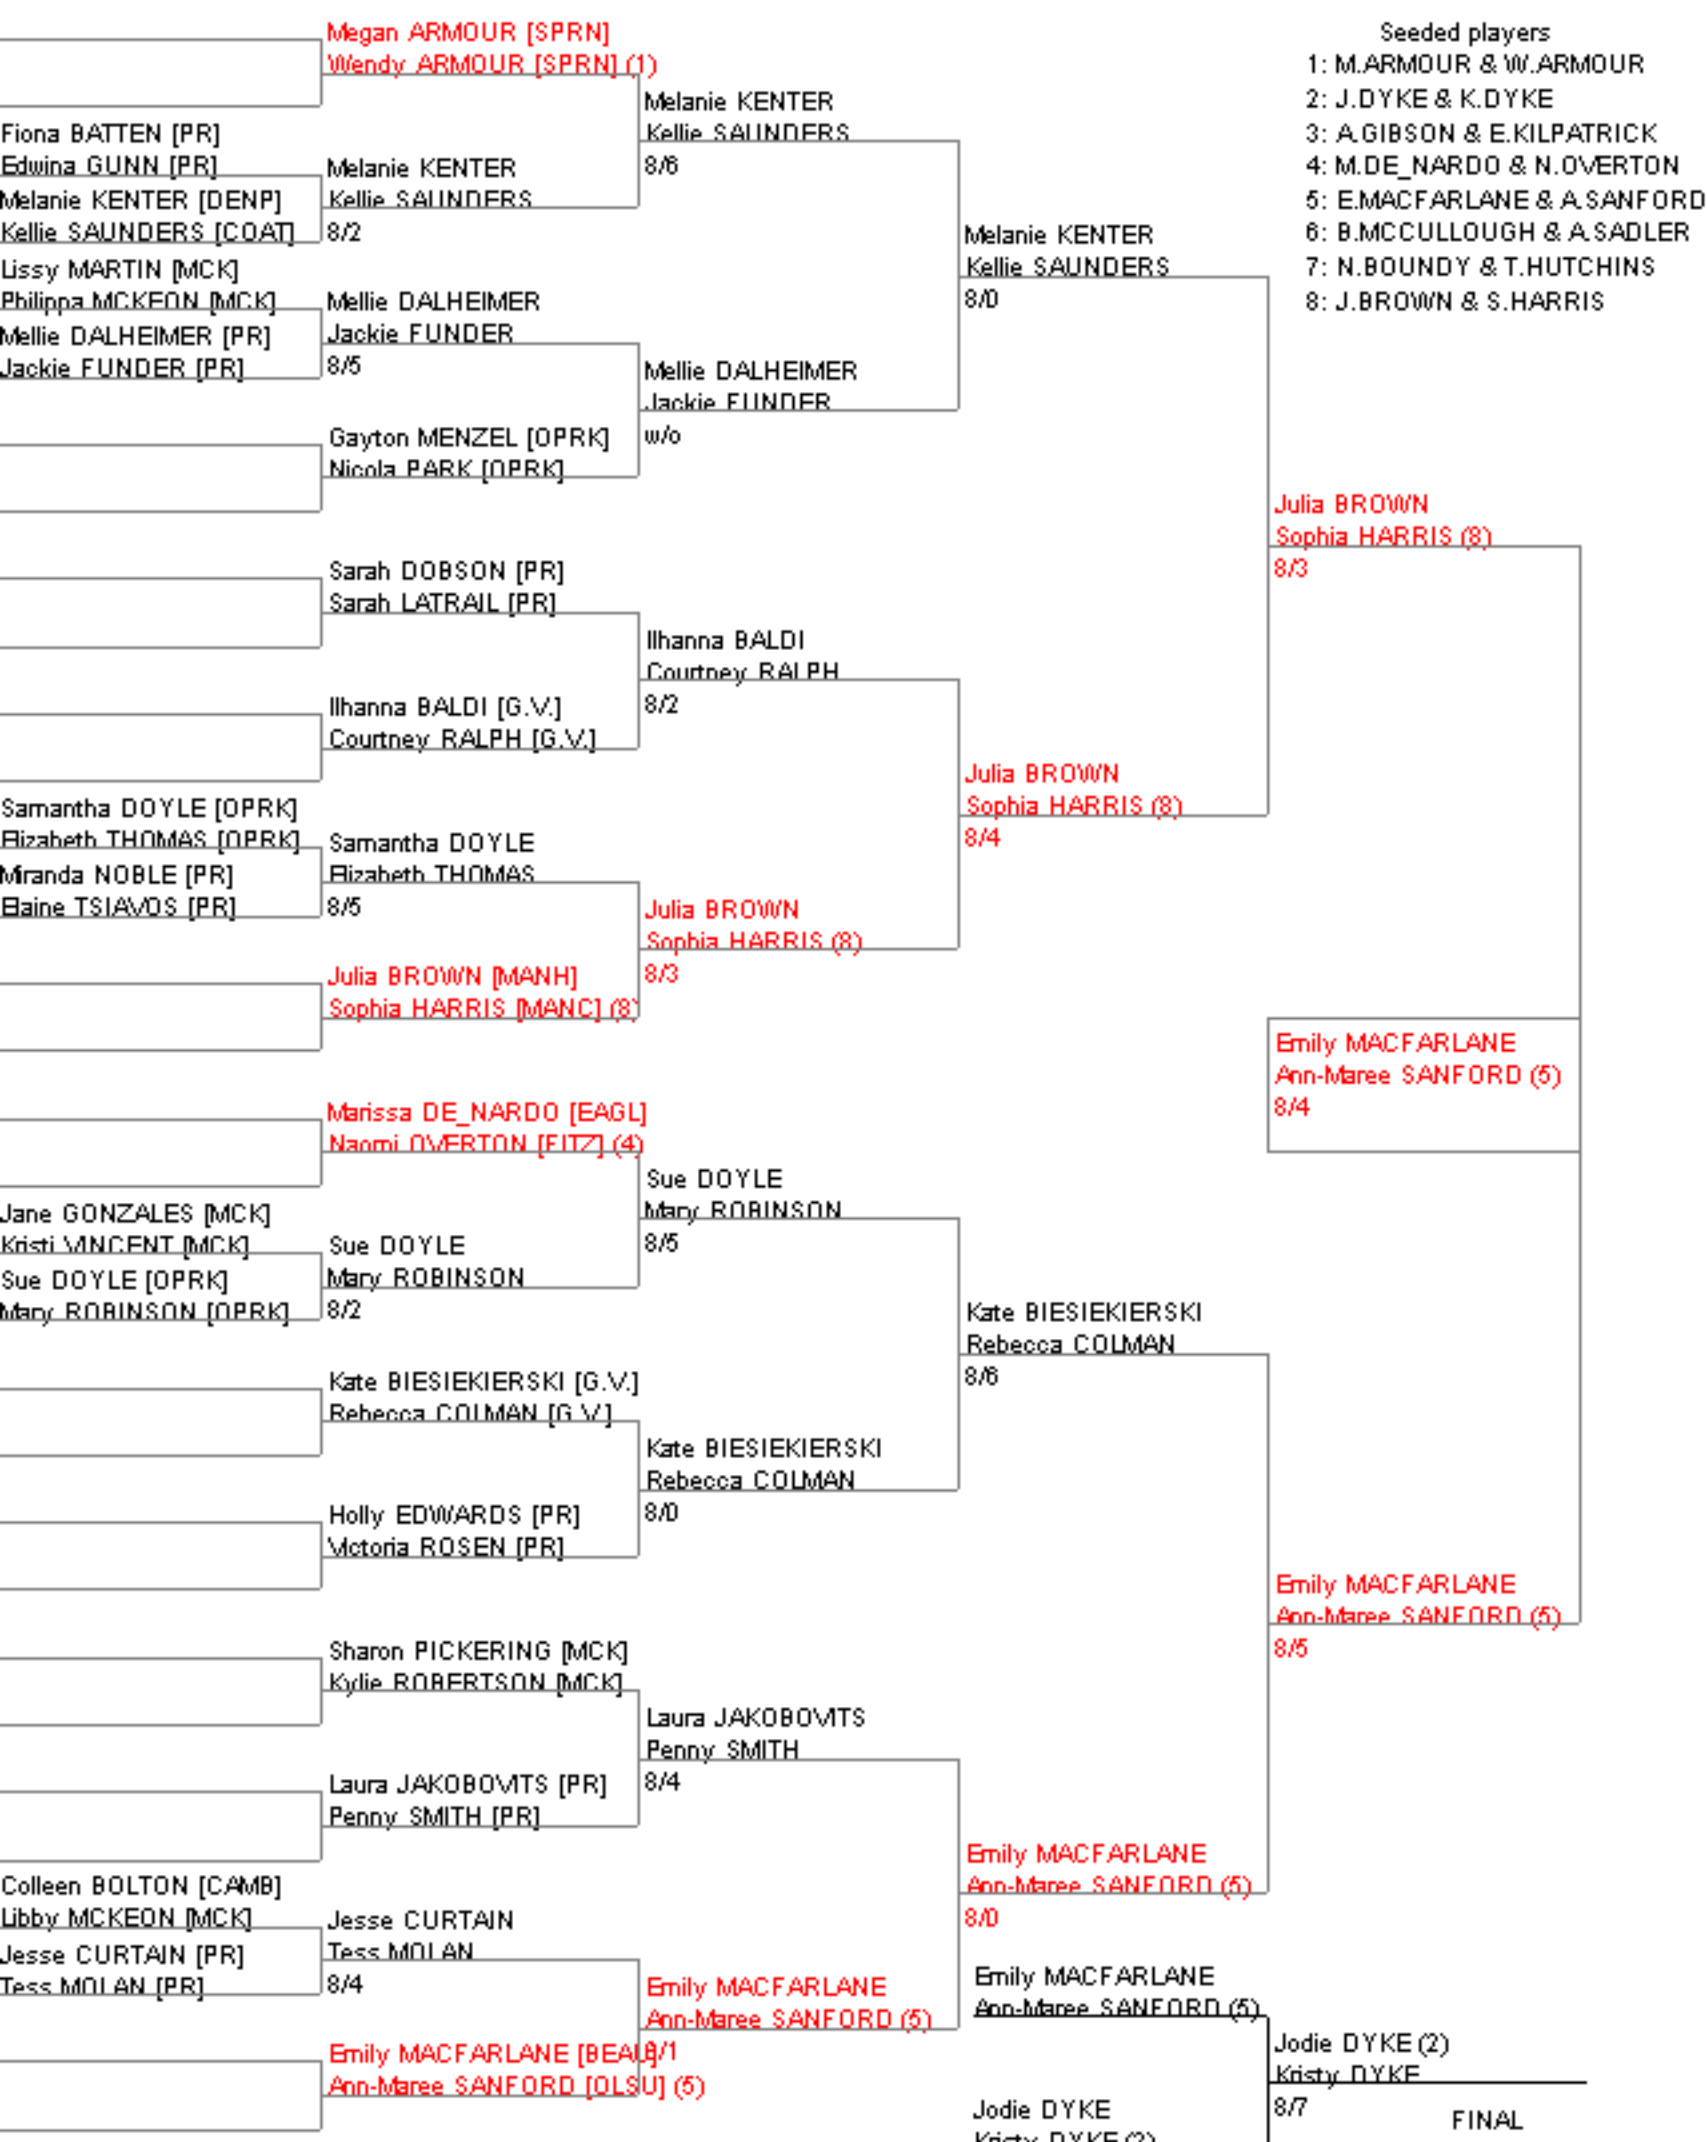 Megan ARMOUR [SPRN]
Wendy ARMOUR [SPRN] (1)
Fiona BATTEN [PR]
Edwina GUNN [PR]
Melanie KENTER [DENP]
Kellie SAUNDERS [COAT]
Lissy MARTIN [MCK]
Philippa MCKEON [MCK]
Mellie DALHEIMER [PR]
Jackie FUNDER [PR]
Melanie KENTER
Kellie SAUNDERS
8/2
Mellie DALHEIMER
Jackie FUNDER
8/5
Gayton MENZEL [OPRK]
Nicola PARK [OPRK]
Melanie KENTER
Kellie SAUNDERS
8/6
Mellie DALHEIMER
Jackie FUNDER
w/o
Melanie KENTER
Kellie SAUNDERS
8/0
Seeded players
1: M.ARMOUR & W.ARMOUR
2: J.DYKE & K.DYKE
3: A.GIBSON & E.KILPATRICK
4: M.DE_NARDO & N.OVERTON
5: E.MACFARLANE & A.SANFORD
6: B.MCCULLOUGH & A.SADLER
7: N.BOUNDY & T.HUTCHINS
8: J.BROWN & S.HARRIS
Julia BROWN
Sophia HARRIS (8)
8/3
Sarah DOBSON [PR]
Sarah LATRAIL [PR]
Ilhanna BALDI [G.V.]
Courtney RALPH [G.V.]
Ilhanna BALDI
Courtney RALPH
8/2
Samantha DOYLE [OPRK]
Elizabeth THOMAS [OPRK]
Miranda NOBLE [PR]
Elaine TSIAVOS [PR]
Samantha DOYLE
Elizabeth THOMAS
8/5
Julia BROWN [MANH]
Sophia HARRIS [MANC] (8)
Julia BROWN
Sophia HARRIS (8)
8/3
Julia BROWN
Sophia HARRIS (8)
8/4
Emily MACFARLANE
Ann-Maree SANFORD (5)
8/4
Marissa DE_NARDO [EAGL]
Naomi OVERTON [FITZ] (4)
Jane GONZALES [MCK]
Kristi VINCENT [MCK]
Sue DOYLE [OPRK]
Mary ROBINSON [OPRK]
Sue DOYLE
Mary ROBINSON
8/2
Sue DOYLE
Mary ROBINSON
8/5
Kate BIESIEKIERSKI [G.V.]
Rebecca COLMAN [G.V.]
Holly EDWARDS [PR]
Victoria ROSEN [PR]
Kate BIESIEKIERSKI
Rebecca COLMAN
8/0
Kate BIESIEKIERSKI
Rebecca COLMAN
8/6
Emily MACFARLANE
Ann-Maree SANFORD (5)
8/5
Sharon PICKERING [MCK]
Kylie ROBERTSON [MCK]
Laura JAKOBOVITS [PR]
Penny SMITH [PR]
Laura JAKOBOVITS
Penny SMITH
8/4
Colleen BOLTON [CAMB]
Libby MCKEON [MCK]
Jesse CURTAIN [PR]
Tess MOLAN [PR]
Jesse CURTAIN
Tess MOLAN
8/4
Emily MACFARLANE [BEAU]
Ann-Maree SANFORD [OLSU] (5)
Emily MACFARLANE
Ann-Maree SANFORD (5)
8/1
Emily MACFARLANE
Ann-Maree SANFORD (5)
8/0
Emily MACFARLANE
Ann-Maree SANFORD (5)
Jodie DYKE
Kristy DYKE (2)
Jodie DYKE (2)
Kristy DYKE
8/7
FINAL